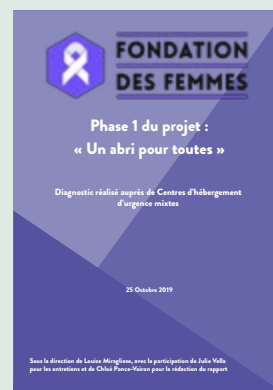 FONDATION
DES FEMMES
Phase 1 du projet :
« Un abri pour toutes »
Diagnostic réalisé auprès de Centres d'hébergement
d'urgence mixtes
25 Octobre 2019
Sous la direction de Louise Miragliese, avec la participation de Julie Vella
pour les entretiens et de Chloé Ponce-Voiron pour la rédaction du rapport